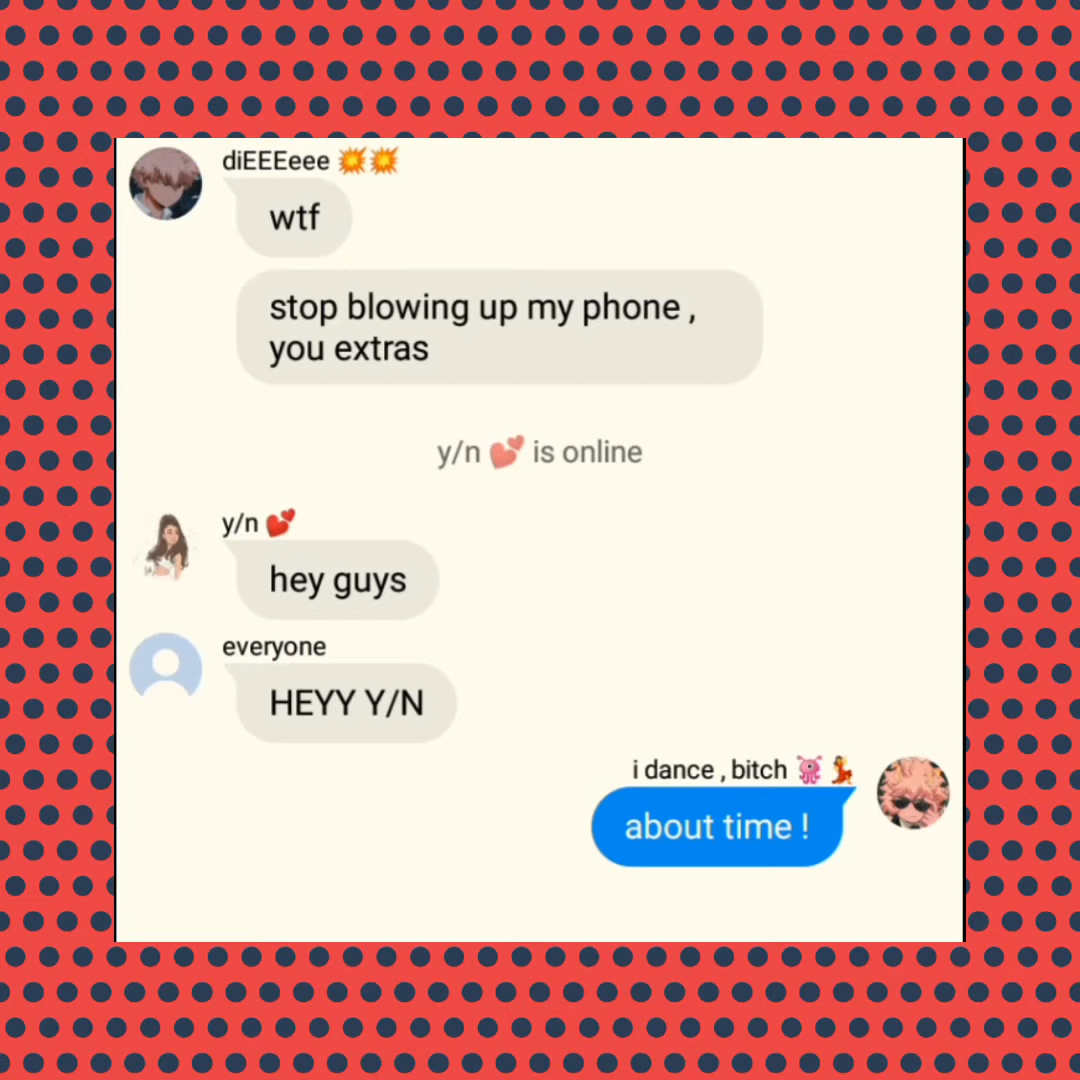 diEEEeee 💥💥
wtf
stop blowing up my phone ,
you extras
y/n 💕 is online
y/n 💕
hey guys
everyone
HEYY Y/N
i dance , bitch 👾💃
about time !